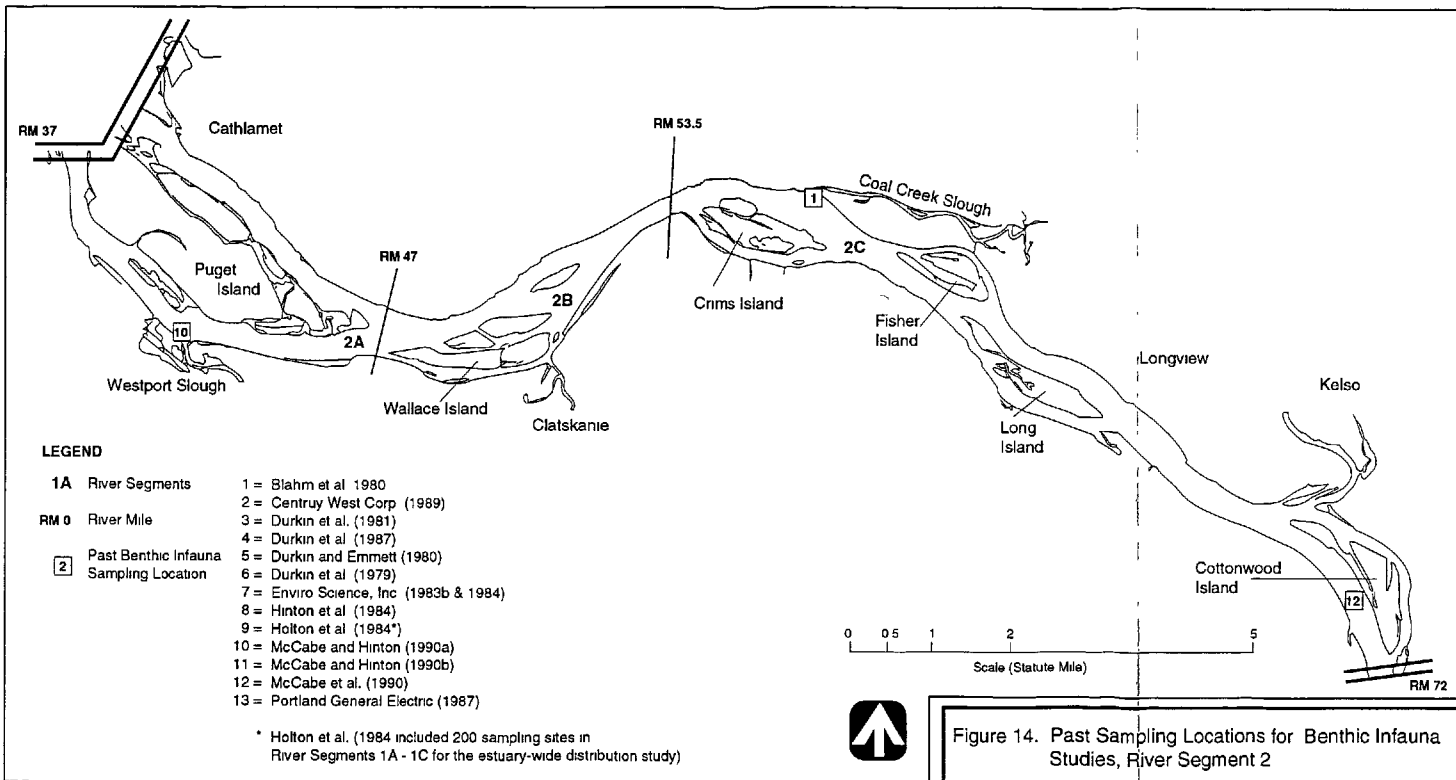 RM 37
Cathlamet
RM 53.5
1
Coal Creek Slough
Puget
Island
RM 47
2C
2B
Crims Island
10
2A
Fisher
Island
Longview
Westport Slough
Wallace Island
Kelso
Clatskanie
Long
Island
LEGEND
1A River Segments
RM 0 River Mile
2 Past Benthic Infauna
Sampling Location
1 = Blahm et al 1980
2 = Centruy West Corp (1989)
3 = Durkin et al. (1981)
4 = Durkin et al (1987)
5 = Durkin and Emmett (1980)
6 = Durkin et al (1979)
7 = Enviro Science, Inc (1983b & 1984)
8 = Hinton et al (1984)
9 = Holton et al (1984*)
10 = McCabe and Hinton (1990a)
11 = McCabe and Hinton (1990b)
12 = McCabe et al. (1990)
13 = Portland General Electric (1987)
* Holton et al. (1984 included 200 sampling sites in
River Segments 1A - 1C for the estuary-wide distribution study)
Cottonwood
Island
12
0 0 5 1 2 5
Scale (Statute Mile)
RM 72
Figure 14. Past Sampling Locations for Benthic Infauna
Studies, River Segment 2